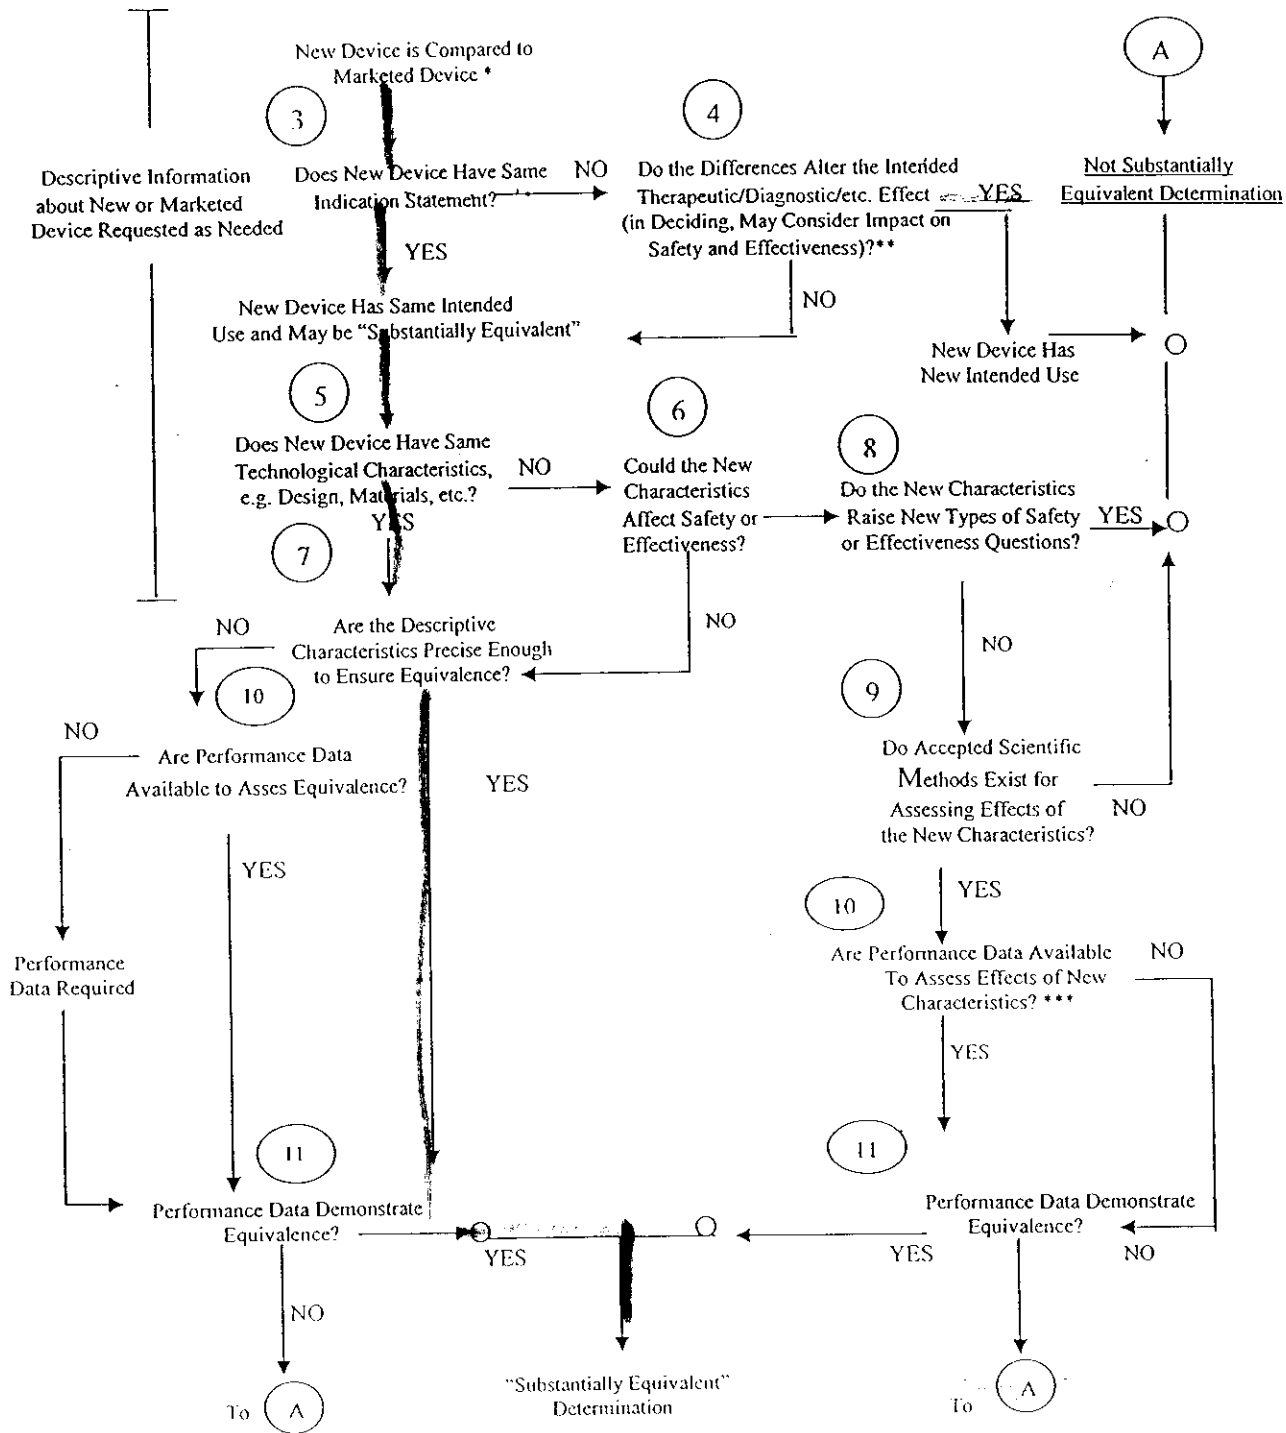 New Device is Compared to
Marketed Device *
A
3
4
Descriptive Information
about New or Marketed
Device Requested as Needed
Does New Device Have Same
Indication Statement?
NO
Do the Differences Alter the Intended
Therapeutic/Diagnostic/etc. Effect
(in Deciding, May Consider Impact on
Safety and Effectiveness)?**
YES
Not Substantially
Equivalent Determination
YES
NO
New Device Has Same Intended
Use and May be "Substantially Equivalent"
New Device Has
New Intended Use
5
6
8
Does New Device Have Same
Technological Characteristics,
e.g. Design, Materials, etc.?
NO
Could the New
Characteristics
Affect Safety or
Effectiveness?
Do the New Characteristics
Raise New Types of Safety
or Effectiveness Questions?
YES
YES
7
NO
Are the Descriptive
Characteristics Precise Enough
to Ensure Equivalence?
NO
NO
10
9
NO
Are Performance Data
Available to Asses Equivalence?
YES
Do Accepted Scientific
Methods Exist for
Assessing Effects of
the New Characteristics?
NO
YES
YES
10
Performance
Data Required
Are Performance Data Available
To Assess Effects of New
Characteristics? ***
NO
YES
11
11
Performance Data Demonstrate
Equivalence?
YES
YES
Performance Data Demonstrate
Equivalence?
NO
NO
To A
"Substantially Equivalent"
Determination
To A